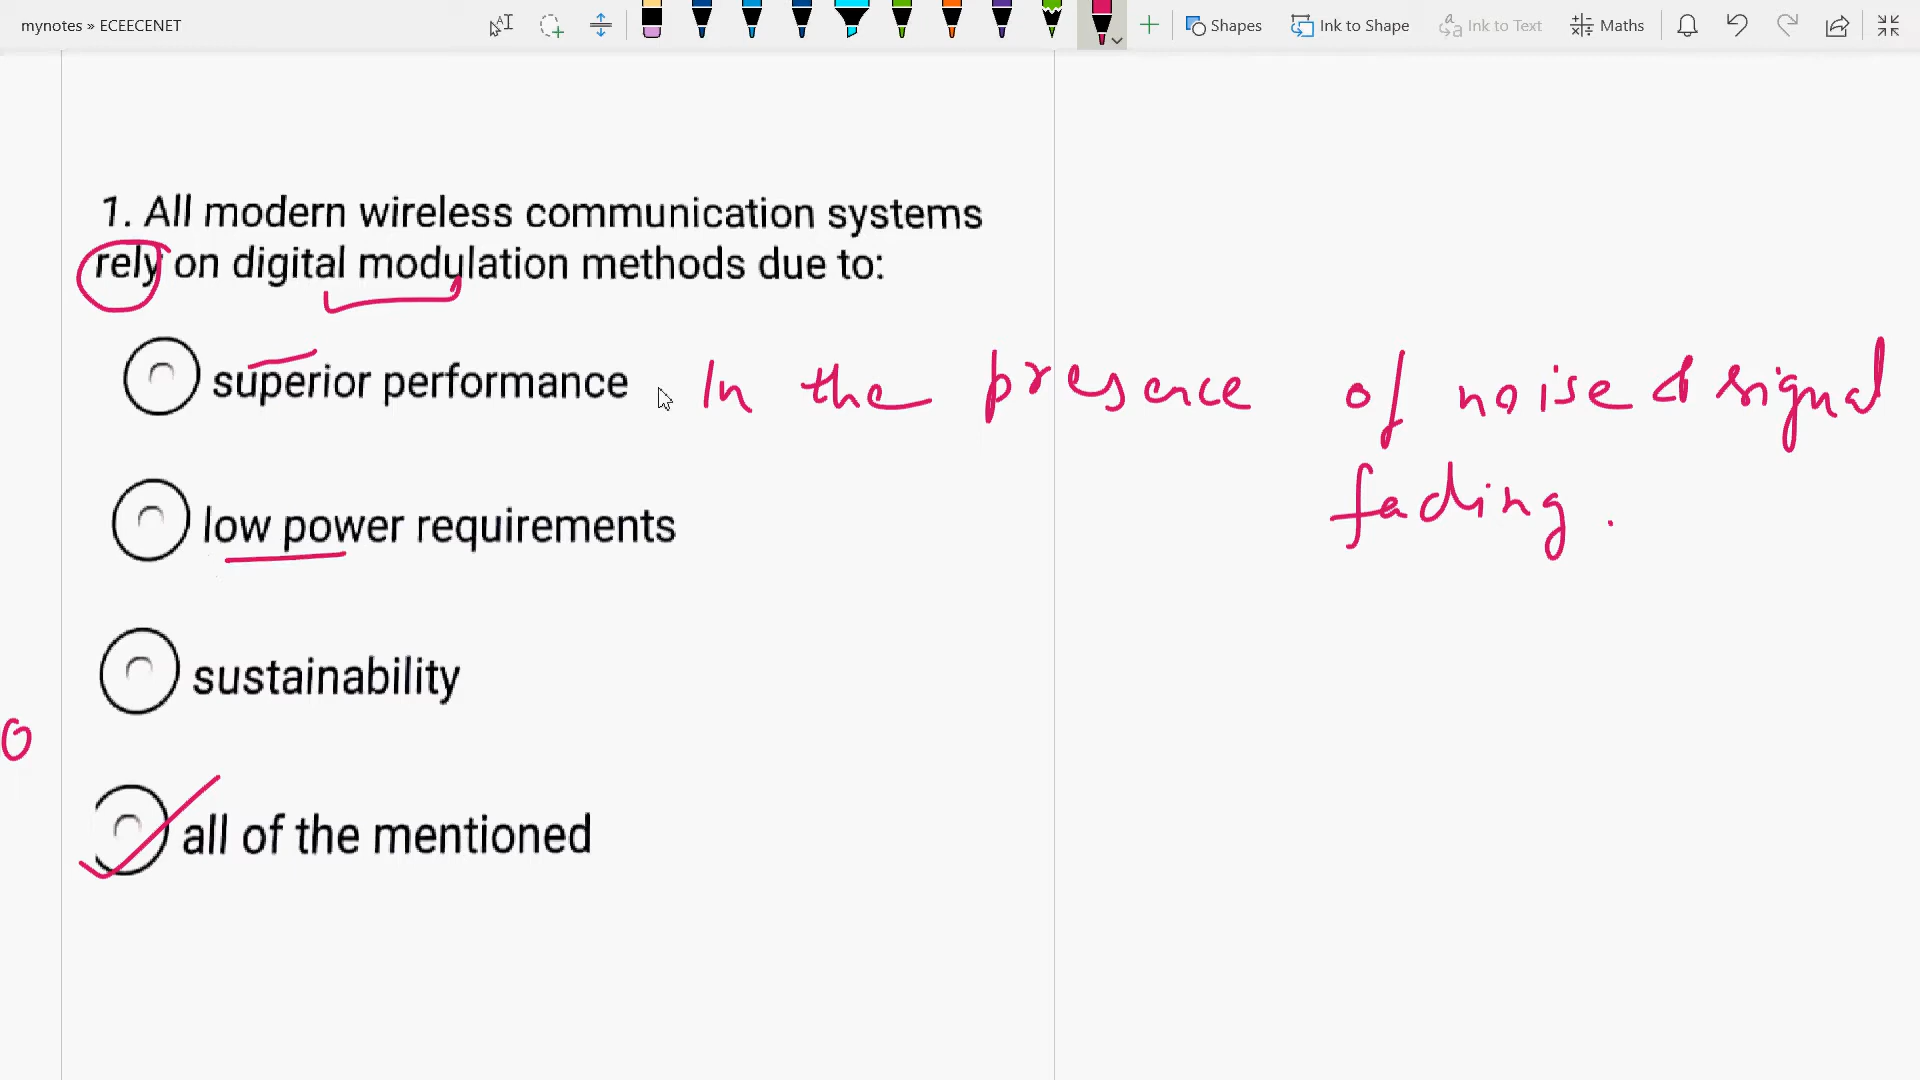 mynotes » ECEECENET
Shapes
Ink to Shape
Ink to Text
Maths
1. All modern wireless communication systems
rely on digital modulation methods due to:
superior performance In the presence of noise & signal
fading.
low power requirements
sustainability
all of the mentioned